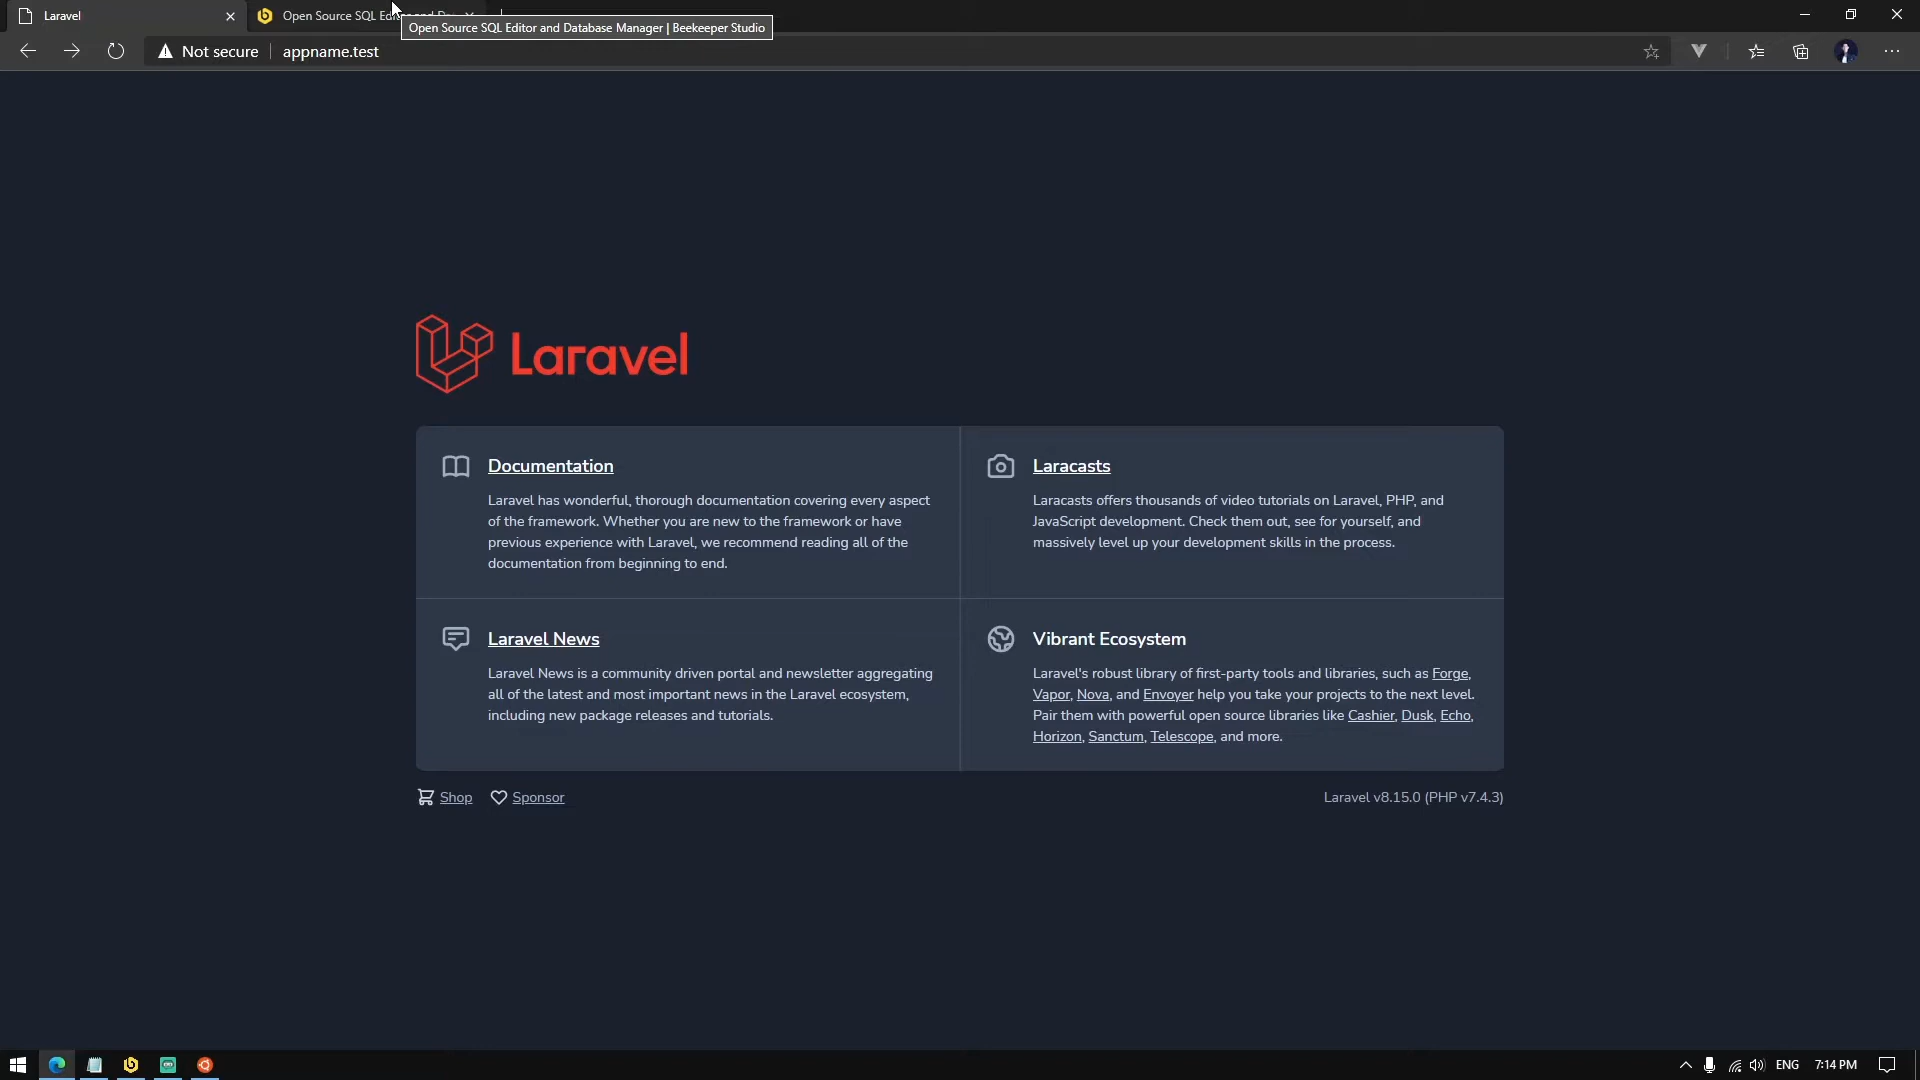 Laravel
Open Source SQL Ed
Open Source SQL Editor and Database Manager | Beekeeper Studio
Not secure
appname.test
Laravel
Documentation
Laravel has wonderful, thorough documentation covering every aspect
of the framework. Whether you are new to the framework or have
previous experience with Laravel, we recommend reading all of the
documentation from beginning to end.
Laracasts
Laracasts offers thousands of video tutorials on Laravel, PHP, and
JavaScript development. Check them out, see for yourself, and
massively level up your development skills in the process.
Laravel News
Laravel News is a community driven portal and newsletter aggregating
all of the latest and most important news in the Laravel ecosystem,
including new package releases and tutorials.
Vibrant Ecosystem
Laravel's robust library of first-party tools and libraries, such as Forge,
Vapor, Nova, and Envoyer help you take your projects to the next level.
Pair them with powerful open source libraries like Cashier, Dusk, Echo,
Horizon, Sanctum, Telescope, and more.
Shop
Sponsor
Laravel v8.15.0 (PHP v7.4.3)
ENG
7:14 PM